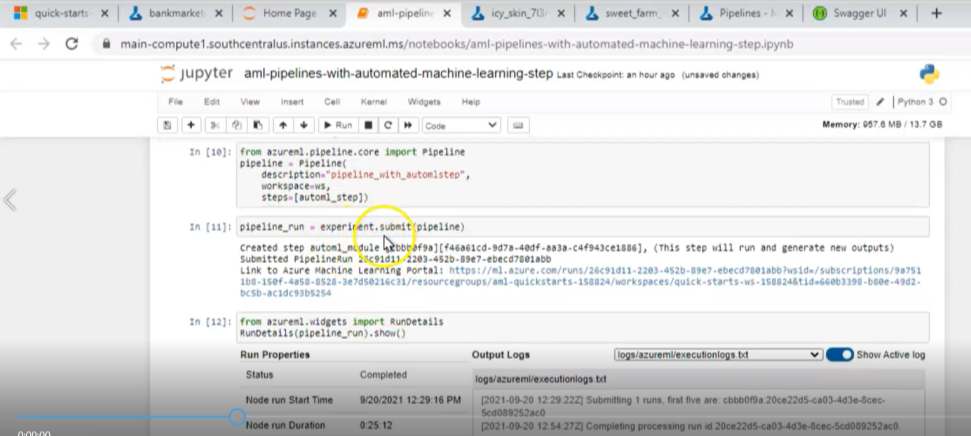 quick-starts- bankmarket Home Page aml-pipeline icy_skin_7l3r sweet_farm_ Pipelines - Swagger UI
main-compute1.southcentralus.instances.azureml.ms/notebooks/aml-pipelines-with-automated-machine-learning-step.ipynb
jupyter aml-pipelines-with-automated-machine-learning-step Last Checkpoint: an hour ago (unsaved changes)
File Edit View Insert Cell Kernel Widgets Help Trusted Python 3
Run Code Memory: 957.6 MB / 13.7 GB
In [10]: from azureml.pipeline.core import Pipeline
pipeline = Pipeline(
description="pipeline_with_automlstep",
workspace=ws,
steps=[automl_step])
In [11]: pipeline_run = experiment.submit(pipeline)
Created step automl_module [cbbb0f9a][f46a61cd-9d7a-40df-aa3a-c4f943ce1886], (This step will run and generate new outputs)
Submitted PipelineRun 26c91d11-2203-452b-89e7-ebecd7801abb
Link to Azure Machine Learning Portal: https://ml.azure.com/runs/26c91d11-2203-452b-89e7-ebecd7801abb?wsid=/subscriptions/9a751
1b8-150f-4a58-8528-3e7d50216c31/resourcegroups/aml-quickstarts-158824/workspaces/quick-starts-ws-158824&tid=660b3398-b80e-49d2-
bc5b-ac1dc93b5254
In [12]: from azureml.widgets import RunDetails
RunDetails(pipeline_run).show()
Run Properties Output Logs logs/azureml/executionlogs.txt Show Active log
Status Completed logs/azureml/executionlogs.txt
Node run Start Time 9/20/2021 12:29:16 PM [2021-09-20 12:29:22Z] Submitting 1 runs, first five are: cbbb0f9a:20ce22d5-ca03-4d3e-8cec-
5cd089252ac0
Node run Duration 0:25:12 [2021-09-20 12:54:27Z] Completing processing run id 20ce22d5-ca03-4d3e-8cec-5cd089252ac0.
0:00:00